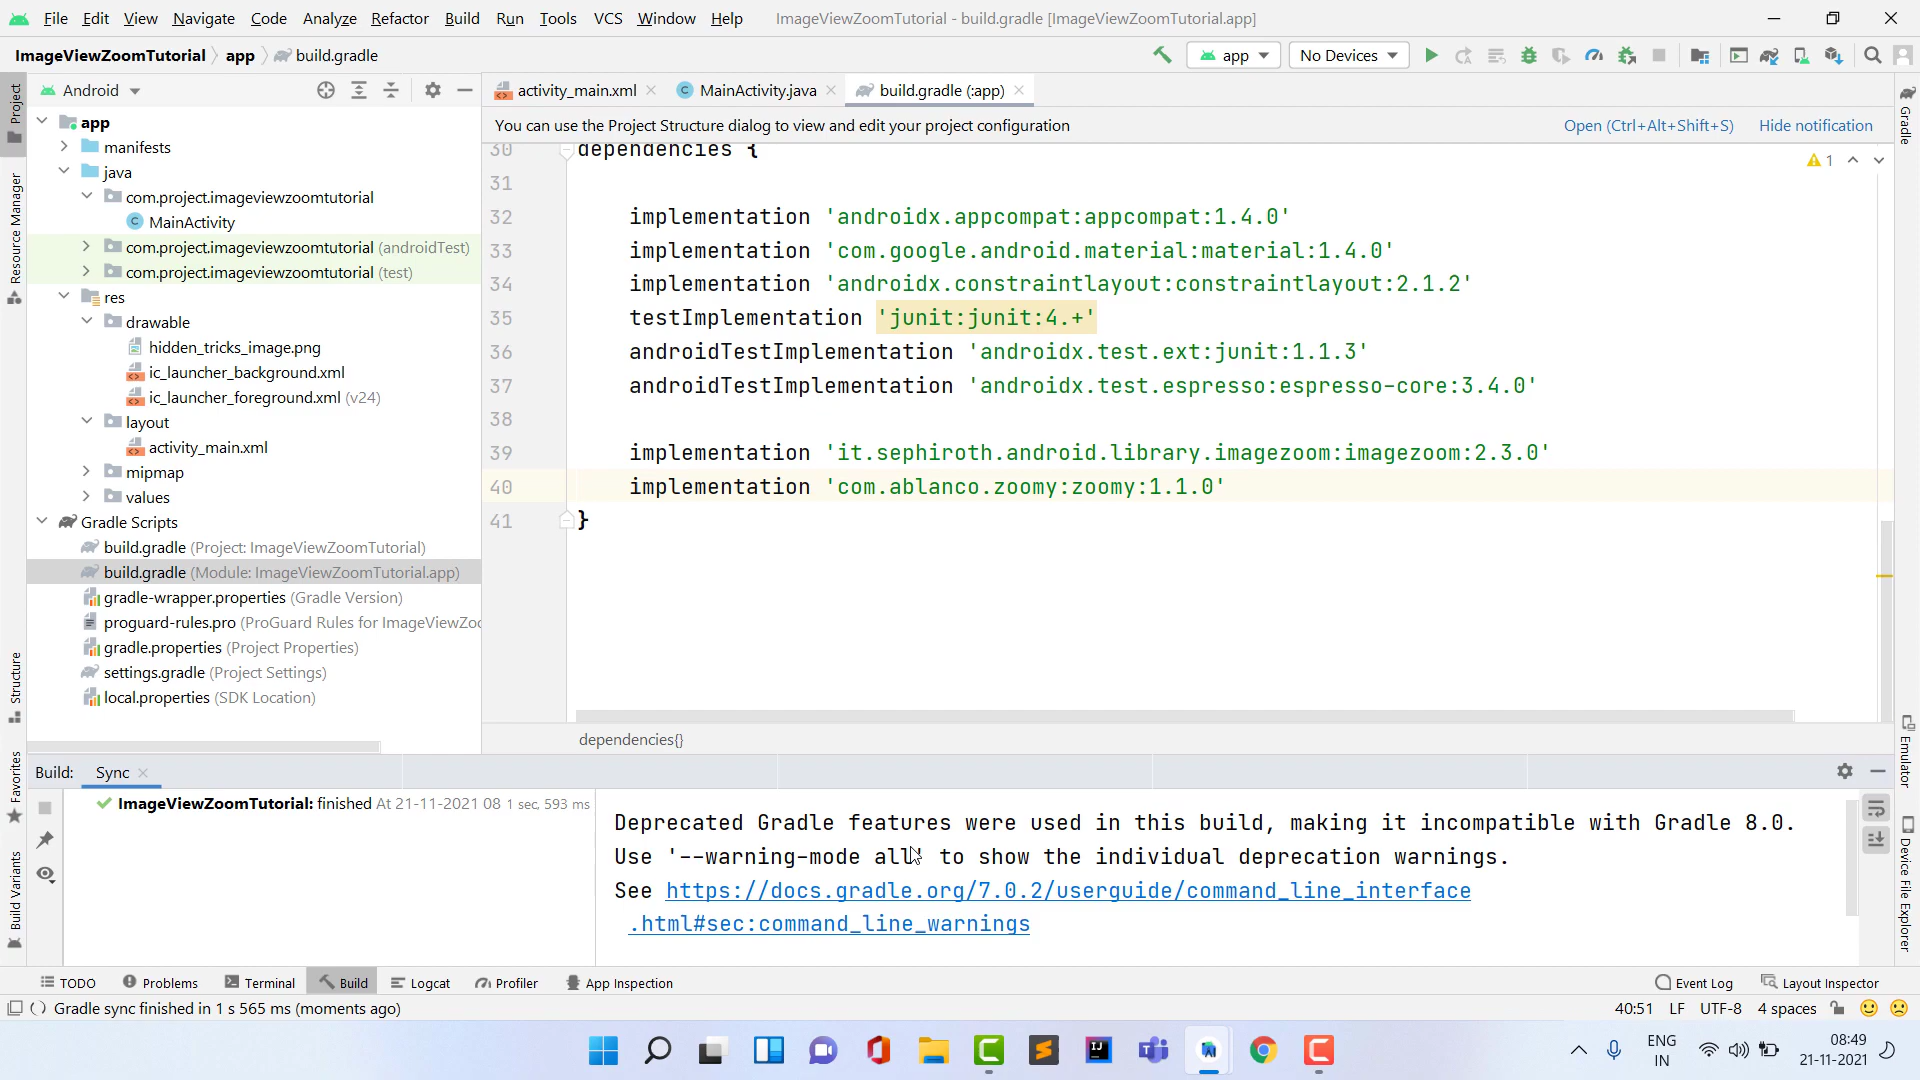 File Edit View Navigate Code Analyze Refactor Build Run Tools VCS Window Help ImageViewZoomTutorial - build.gradle [ImageViewZoomTutorial.app]
ImageViewZoomTutorial app build.gradle app No Devices
Android
activity_main.xml MainActivity.java build.gradle (:app)
You can use the Project Structure dialog to view and edit your project configuration Open (Ctrl+Alt+Shift+S) Hide notification
app
manifests
java
com.project.imageviewzoomtutorial
MainActivity
com.project.imageviewzoomtutorial (androidTest)
com.project.imageviewzoomtutorial (test)
res
drawable
hidden_tricks_image.png
ic_launcher_background.xml
ic_launcher_foreground.xml (v24)
layout
activity_main.xml
mipmap
values
Gradle Scripts
build.gradle (Project: ImageViewZoomTutorial)
build.gradle (Module: ImageViewZoomTutorial.app)
gradle-wrapper.properties (Gradle Version)
proguard-rules.pro (ProGuard Rules for ImageViewZoo
gradle.properties (Project Properties)
settings.gradle (Project Settings)
local.properties (SDK Location)
30 dependencies {
31
32 implementation 'androidx.appcompat:appcompat:1.4.0'
33 implementation 'com.google.android.material:material:1.4.0'
34 implementation 'androidx.constraintlayout:constraintlayout:2.1.2'
35 testImplementation 'junit:junit:4.+'
36 androidTestImplementation 'androidx.test.ext:junit:1.1.3'
37 androidTestImplementation 'androidx.test.espresso:espresso-core:3.4.0'
38
39 implementation 'it.sephiroth.android.library.imagezoom:imagezoom:2.3.0'
40 implementation 'com.ablanco.zoomy:zoomy:1.1.0'
41 }
1
dependencies{}
Project
Resource Manager
Structure
Favorites
Build Variants
Gradle
Emulator
Device File Explorer
Build: Sync
ImageViewZoomTutorial: finished At 21-11-2021 08 1 sec, 593 ms
Deprecated Gradle features were used in this build, making it incompatible with Gradle 8.0.
Use '--warning-mode all' to show the individual deprecation warnings.
See https://docs.gradle.org/7.0.2/userguide/command_line_interface
.html#sec:command_line_warnings
TODO Problems Terminal Build Logcat Profiler App Inspection Event Log Layout Inspector
Gradle sync finished in 1 s 565 ms (moments ago) 40:51 LF UTF-8 4 spaces
ENG
IN
08:49
21-11-2021